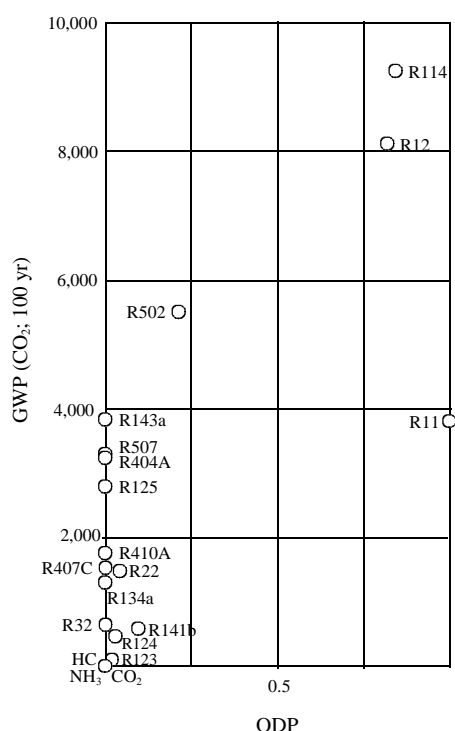 10,000
R114
8,000
R12
6,000
R502
GWP (CO₂; 100 yr)
4,000
R143a
R11
R507
R404A
R125
2,000
R410A
R407C
R22
R134a
R32
R141b
R124
HC
R123
NH₃ CO₂
0.5
ODP